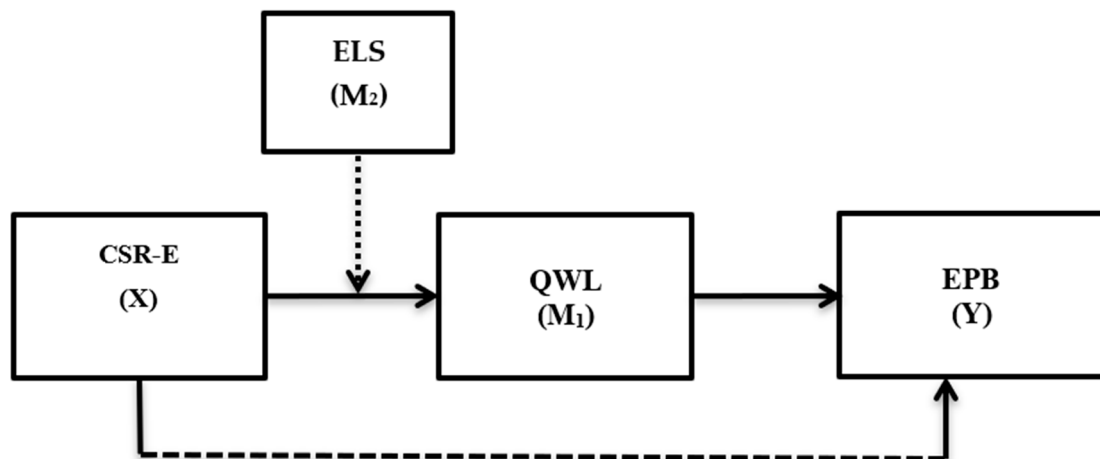 ELS
(M₂)
CSR-E
(X)
QWL
(M₁)
EPB
(Y)